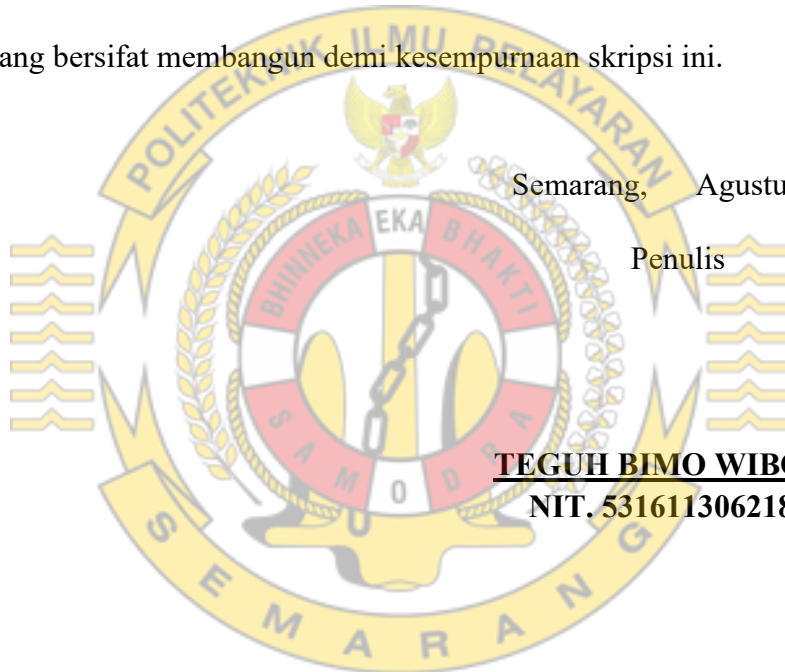 ang bersifat membangun demi kesempurnaan skripsi ini.
POLITEKNIK ILMU PELAYARAN
Semarang, Agustu
EKA
BHINNEKA BHAKTI
Penulis
TEGUH BIMO WIBO
NIT. 531611306218
SAMODRA
SEMARANG